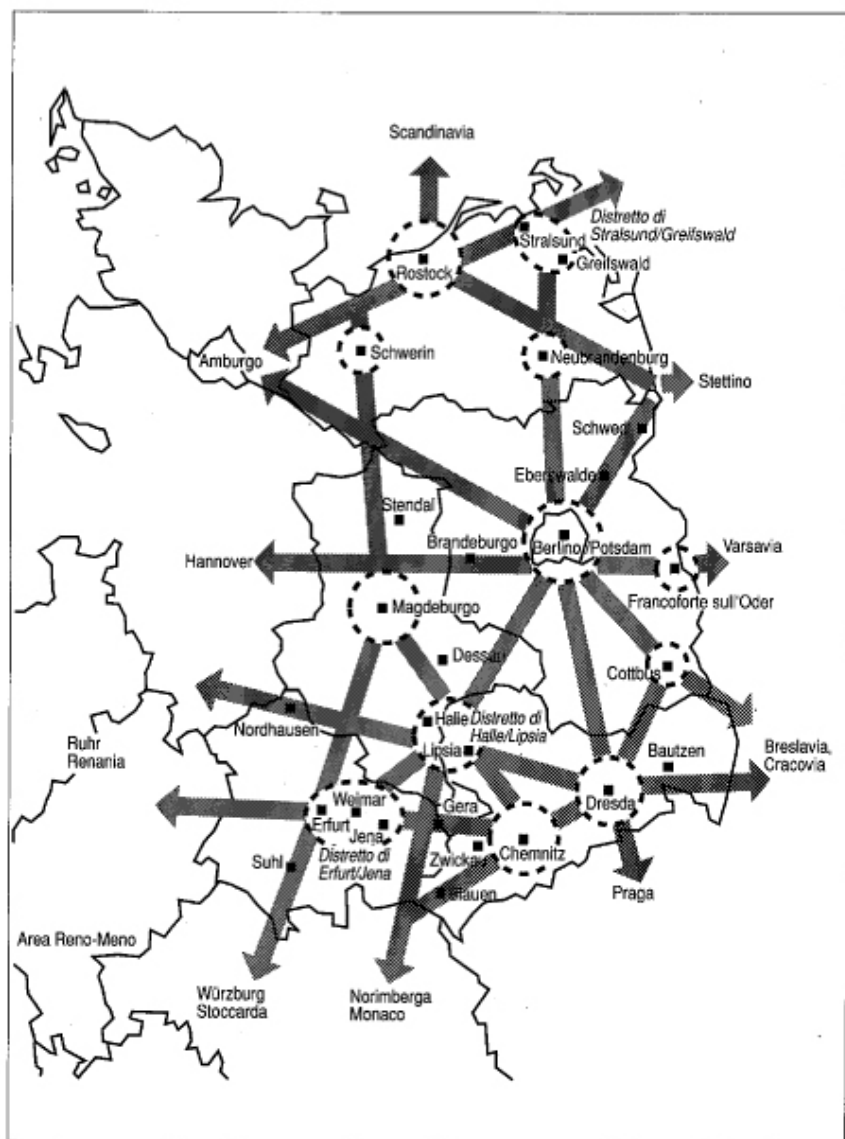 Scandinavia
Distretto di
Stralsund/Greifswald
Stralsund
Greifswald
Rostock
Amburgo
Schwerin
Neubrandenburg
Stettino
Schwedt
Eberswalde
Stendal
Brandeburgo
Berlino/Potsdam
Varsavia
Hannover
Francoforte sull'Oder
Magdeburgo
Dessau
Cottbus
Halle
Distretto di
Halle/Lipsia
Nordhausen
Lipsia
Ruhr
Renania
Bautzen
Breslavia,
Cracovia
Weimar
Gera
Dresda
Erfurt
Jena
Distretto di
Erfurt/Jena
Zwickau
Chemnitz
Suhl
Plauen
Praga
Area Reno-Meno
Würzburg
Stoccarda
Norimberga
Monaco